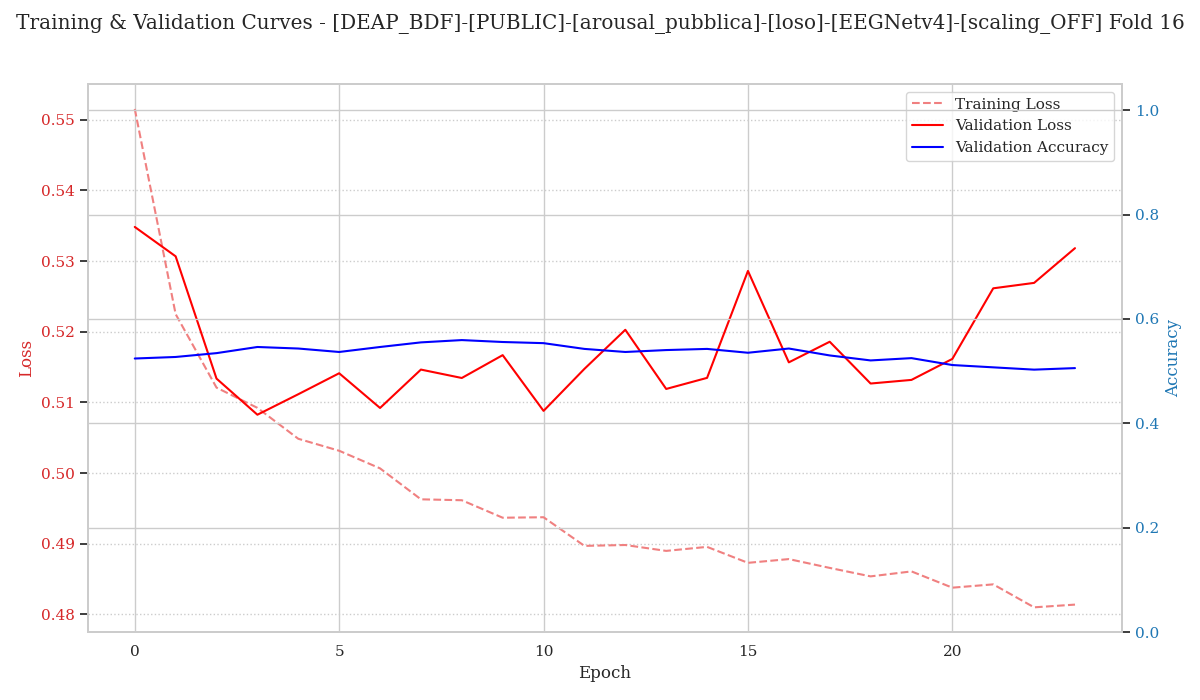 Training & Validation Curves - [DEAP_BDF]-[PUBLIC]-[arousal_pubblica]-[loso]-[EEGNetv4]-[scaling_OFF] Fold 16
Training Loss
Validation Loss
Validation Accuracy
0.55
0.54
0.53
0.52
0.51
0.50
0.49
0.48
Loss
1.0
0.8
0.6
0.4
0.2
0.0
Accuracy
0 5 10 15 20
Epoch